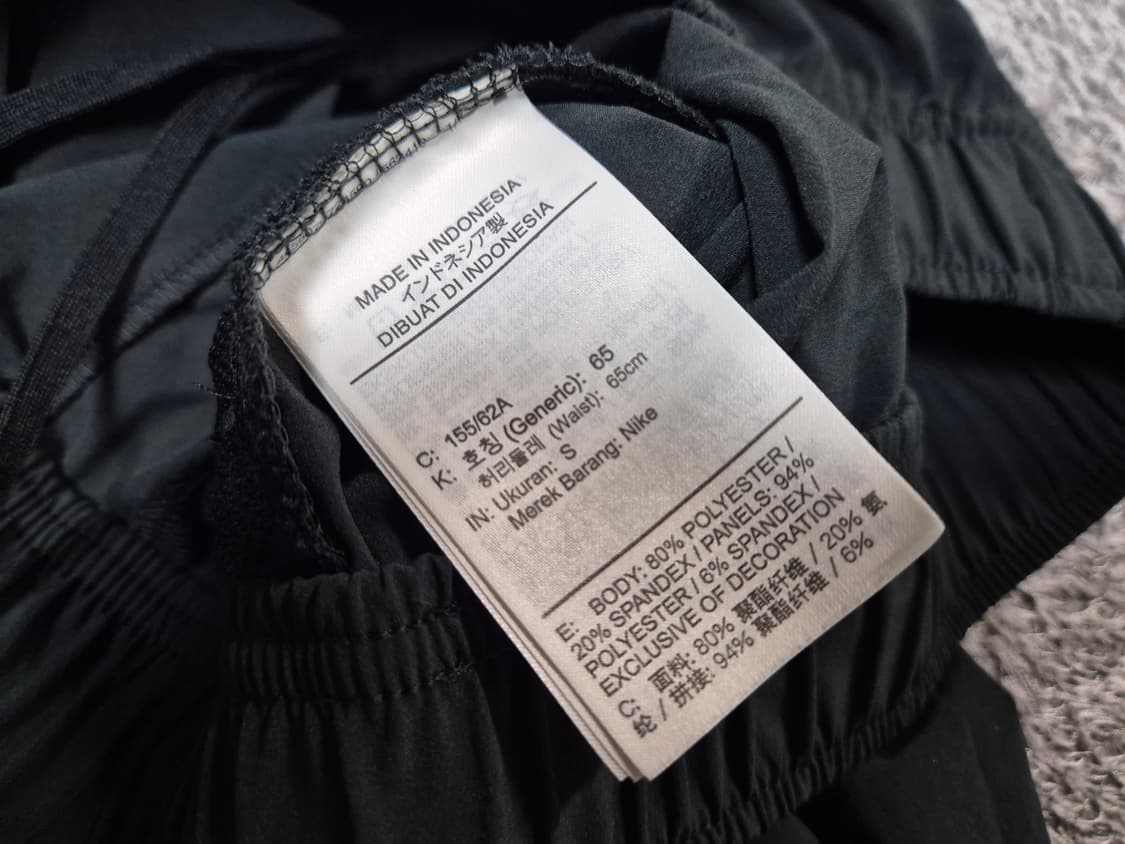 MADE IN INDONESIA
インドネシア製
DIBUAT DI INDONESIA
C: 155/62A
K: 호칭 (Generic): 65
허리둘레 (Waist): 65cm
IN: Ukuran: S
Merek Barang: Nike
E: BODY: 80% POLYESTER /
20% SPANDEX / PANELS: 94%
POLYESTER / 6% SPANDEX /
EXCLUSIVE OF DECORATION
C: 面料: 80% 聚酯纤维 / 20% 氨
纶 / 拼接: 94% 聚酯纤维 / 6%